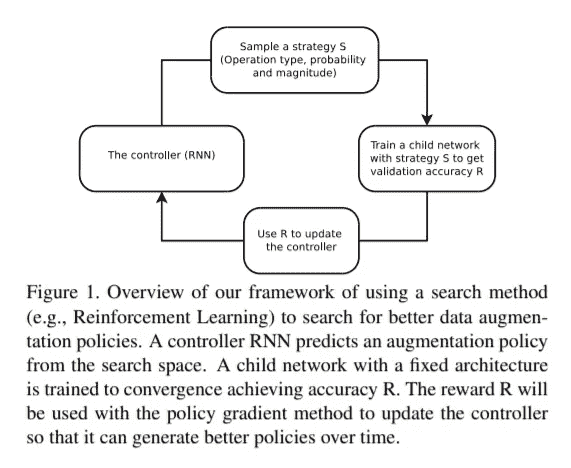 Sample a strategy S
(Operation type, probability
and magnitude)
The controller (RNN)
Train a child network
with strategy S to get
validation accuracy R
Use R to update
the controller
Figure 1. Overview of our framework of using a search method
(e.g., Reinforcement Learning) to search for better data augmen-
tation policies. A controller RNN predicts an augmentation policy
from the search space. A child network with a fixed architecture
is trained to convergence achieving accuracy R. The reward R will
be used with the policy gradient method to update the controller
so that it can generate better policies over time.